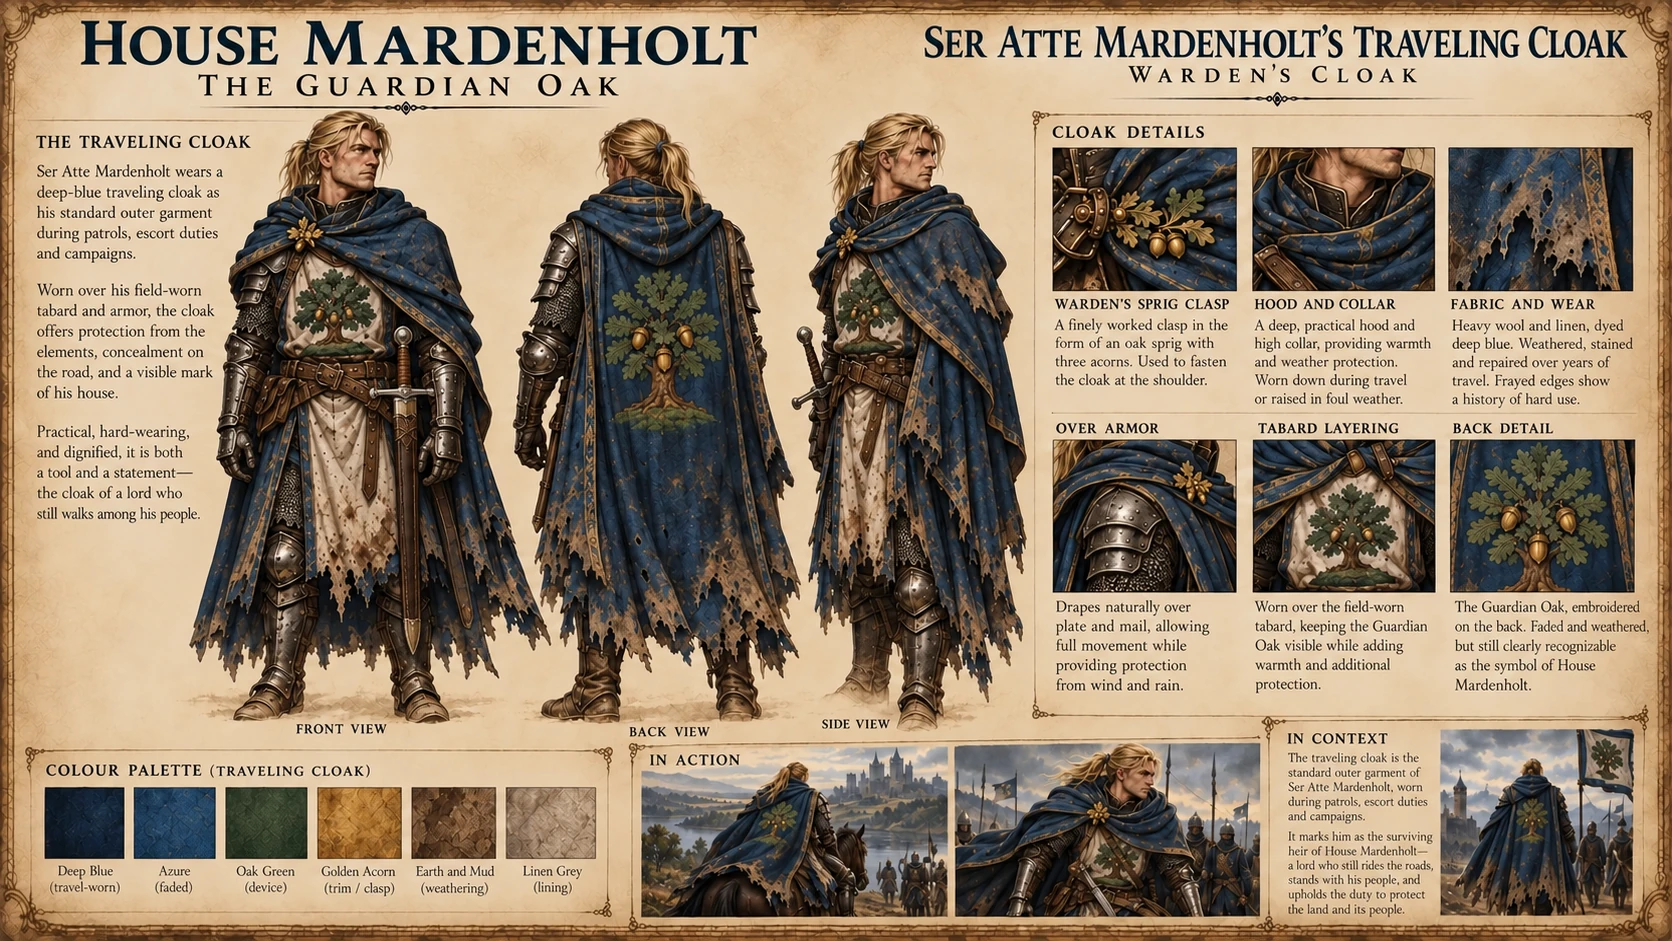 HOUSE MARDENHOLT
THE GUARDIAN OAK
SER ATTE MARDENHOLT'S TRAVELING CLOAK
WARDEN'S CLOAK
THE TRAVELING CLOAK
Ser Atte Mardenholt wears a
deep-blue traveling cloak as
his standard outer garment
during patrols, escort duties
and campaigns.
Worn over his field-worn
tabard and armor, the cloak
offers protection from the
elements, concealment on
the road, and a visible mark
of his house.
Practical, hard-wearing,
and dignified, it is both
a tool and a statement—
the cloak of a lord who
still walks among his people.
FRONT VIEW
BACK VIEW
SIDE VIEW
CLOAK DETAILS
WARDEN'S SPRIG CLASP
A finely worked clasp in the
form of an oak sprig with
three acorns. Used to fasten
the cloak at the shoulder.
HOOD AND COLLAR
A deep, practical hood and
high collar, providing warmth
and weather protection.
Worn down during travel
or raised in foul weather.
FABRIC AND WEAR
Heavy wool and linen, dyed
deep blue. Weathered, stained
and repaired over years of
travel. Frayed edges show
a history of hard use.
OVER ARMOR
Drapes naturally over
plate and mail, allowing
full movement while
providing protection
from wind and rain.
TABARD LAYERING
Worn over the field-worn
tabard, keeping the Guardian
Oak visible while adding
warmth and additional
protection.
BACK DETAIL
The Guardian Oak, embroidered
on the back. Faded and weathered,
but still clearly recognizable
as the symbol of House
Mardenholt.
COLOUR PALETTE (TRAVELING CLOAK)
Deep Blue
(travel-worn)
Azure
(faded)
Oak Green
(device)
Golden Acorn
(trim / clasp)
Earth and Mud
(weathering)
Linen Grey
(lining)
IN ACTION
IN CONTEXT
The traveling cloak is the
standard outer garment of
Ser Atte Mardenholt, worn
during patrols, escort duties
and campaigns.
It marks him as the surviving
heir of House Mardenholt—
a lord who still rides the roads,
stands with his people, and
upholds the duty to protect
the land and its people.